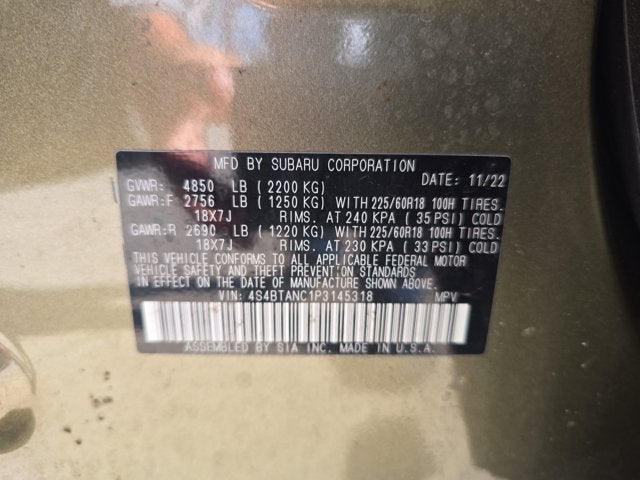 MFD BY SUBARU CORPORATION
DATE: 11/22
GVWR: 4850 LB (2200 KG)
GAWR:F 2756 LB (1250 KG) WITH 225/60R18 100H TIRES.
18X7J RIMS. AT 240 KPA (35 PSI) COLD
GAWR:R 2690 LB (1220 KG) WITH 225/60R18 100H TIRES.
18X7J RIMS. AT 230 KPA (33 PSI) COLD
THIS VEHICLE CONFORMS TO ALL APPLICABLE FEDERAL MOTOR
VEHICLE SAFETY AND THEFT PREVENTION STANDARDS IN
EFFECT ON THE DATE OF MANUFACTURE SHOWN ABOVE.
VIN: 4S4BTANC1P3145318 MPV
ASSEMBLED BY SIA INC. MADE IN U.S.A.